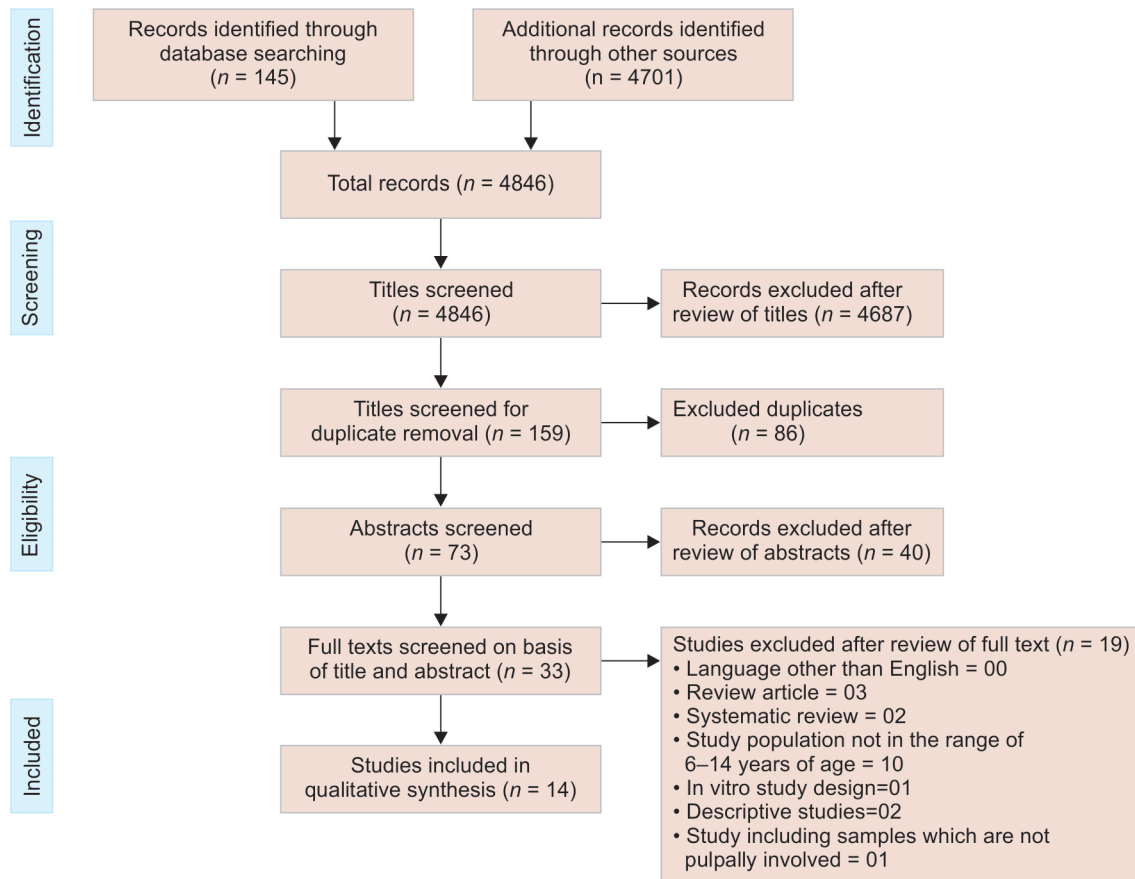 Identification
Records identified through
database searching
(n = 145)
Additional records identified
through other sources
(n = 4701)
Total records (n = 4846)
Screening
Titles screened
(n = 4846)
Records excluded after
review of titles (n = 4687)
Titles screened for
duplicate removal (n = 159)
Excluded duplicates
(n = 86)
Eligibility
Abstracts screened
(n = 73)
Records excluded after
review of abstracts (n = 40)
Full texts screened on basis
of title and abstract (n = 33)
Studies excluded after review of full text (n = 19)
• Language other than English = 00
• Review article = 03
• Systematic review = 02
• Study population not in the range of
6–14 years of age = 10
• In vitro study design=01
• Descriptive studies=02
• Study including samples which are not
pulpally involved = 01
Included
Studies included in
qualitative synthesis (n = 14)